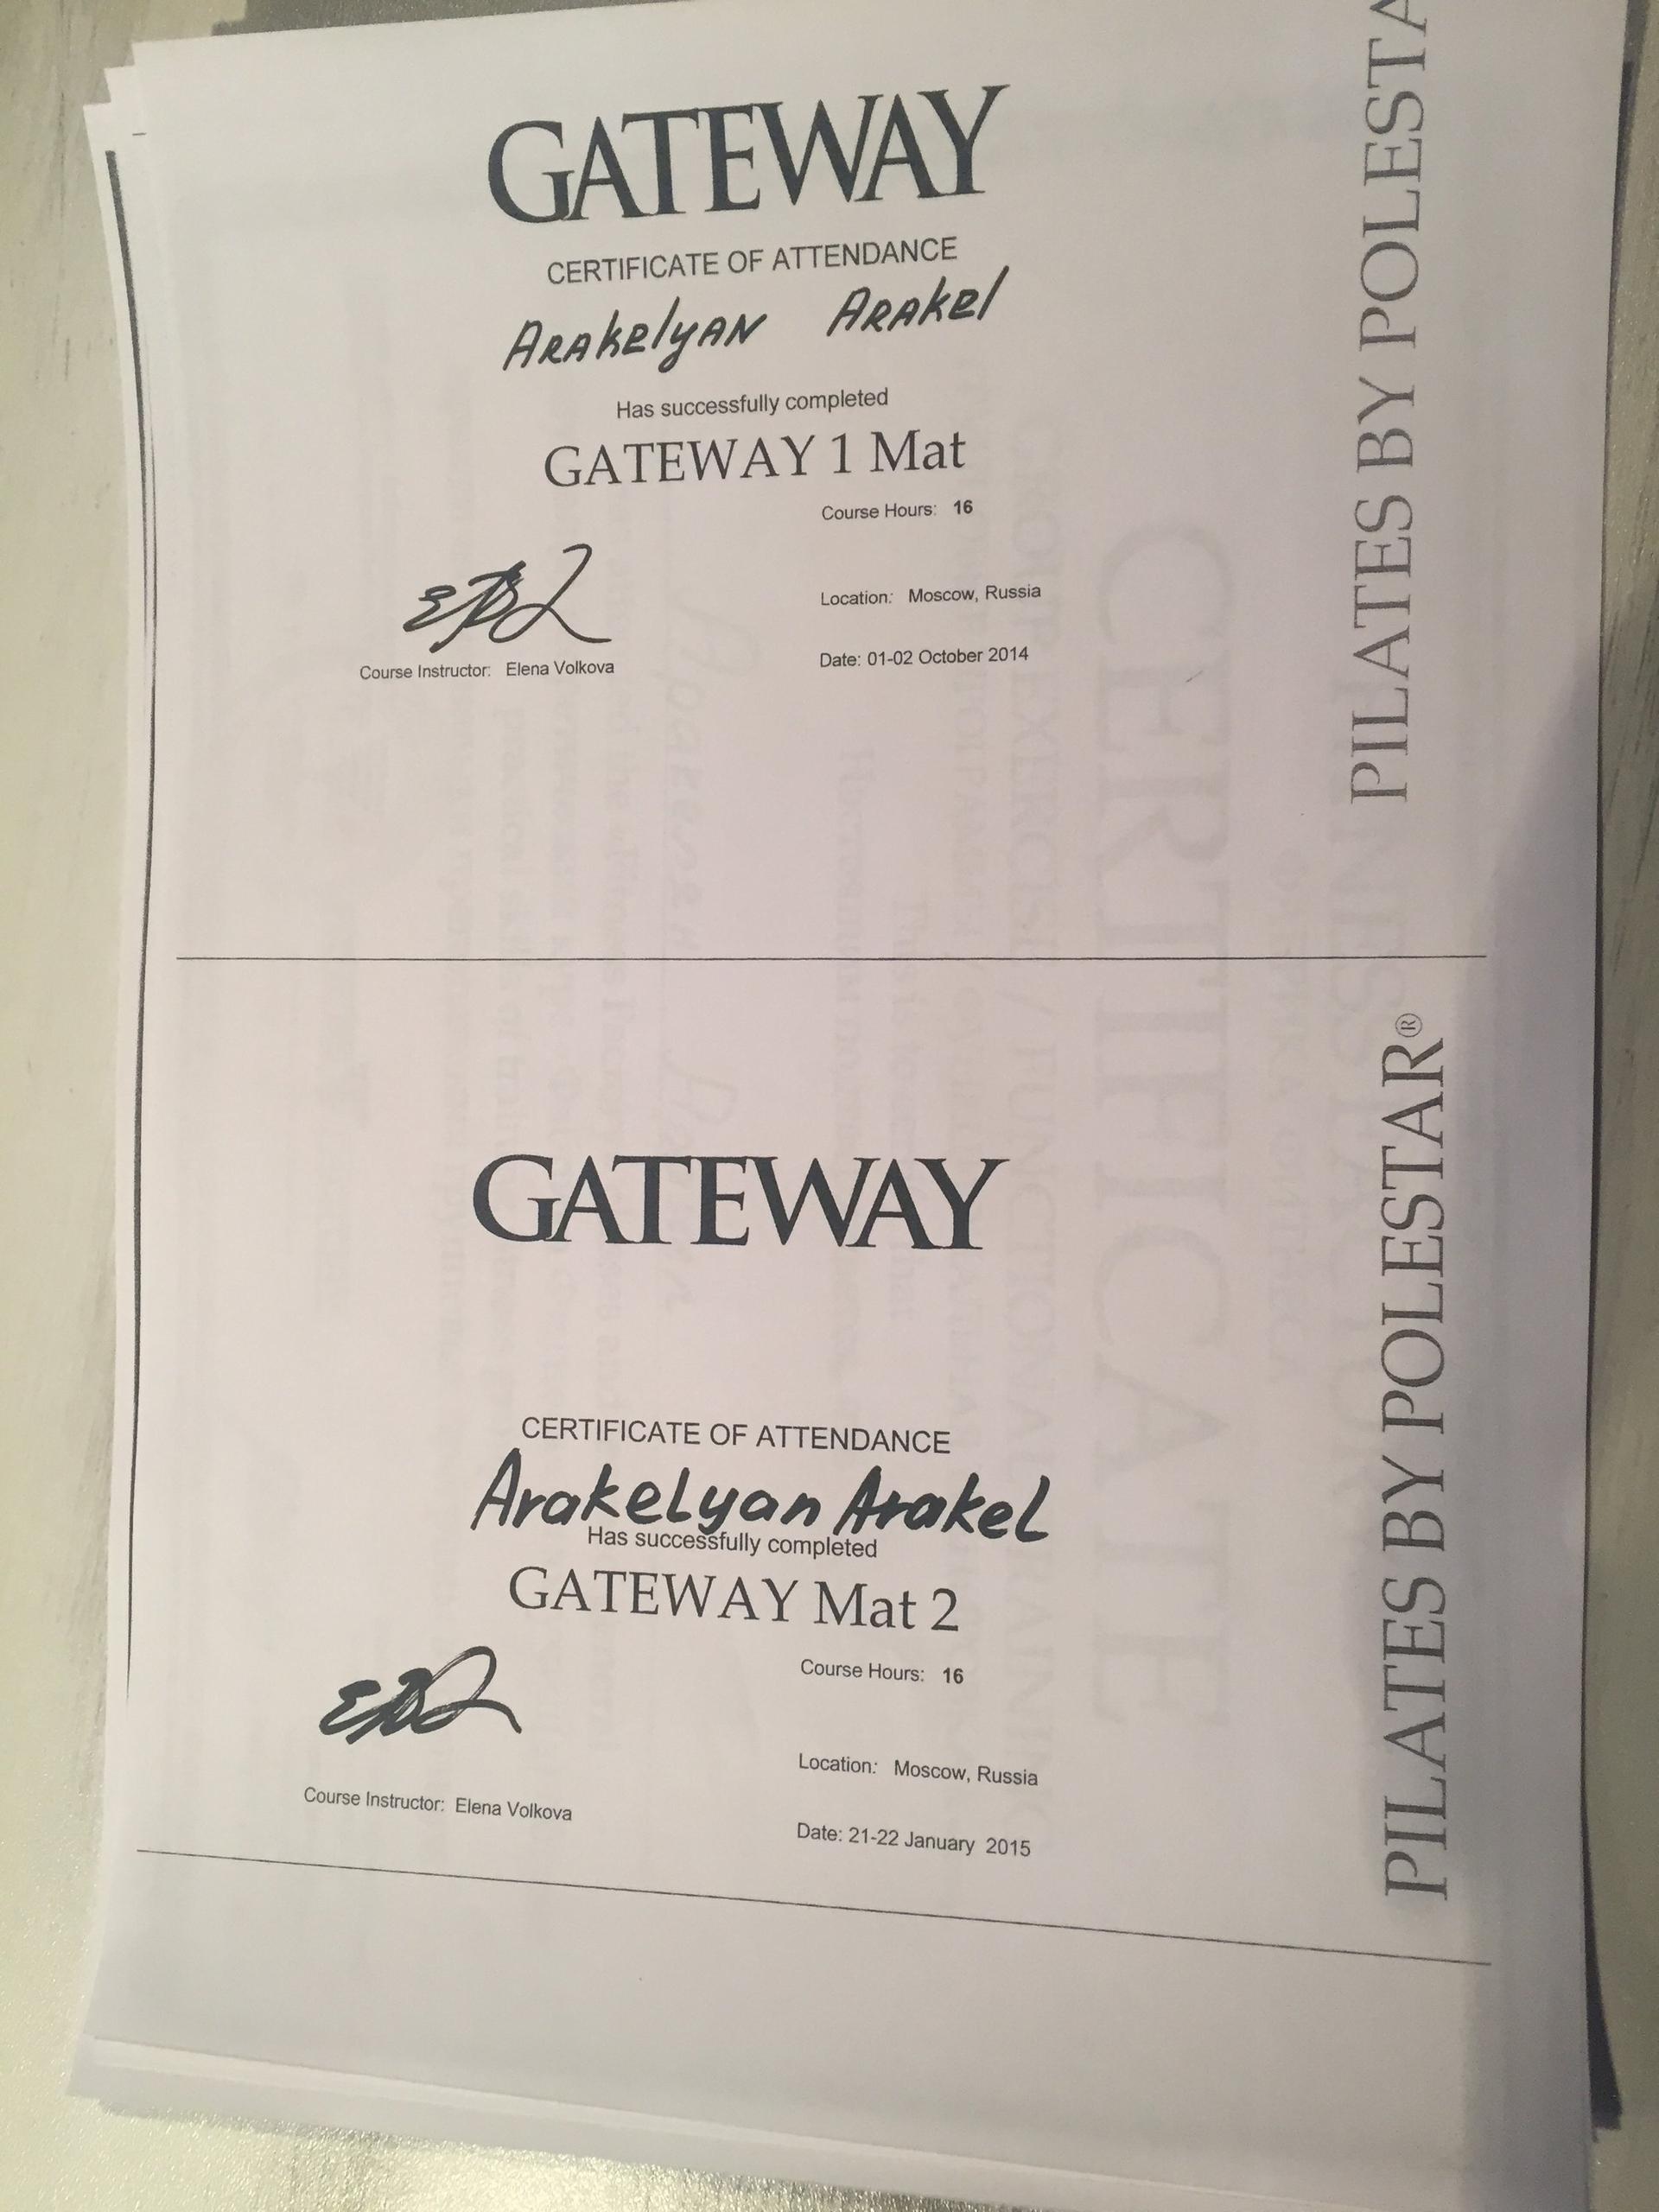 GATEWAY
CERTIFICATE OF ATTENDANCE
Arakelyan Arakel
Has successfully completed
GATEWAY 1 Mat
Course Hours: 16
Location: Moscow, Russia
Course Instructor: Elena Volkova
Date: 01-02 October 2014
PILATES BY POLESTA
GATEWAY
CERTIFICATE OF ATTENDANCE
Arakelyan Arakel
Has successfully completed
GATEWAY Mat 2
Course Hours: 16
Location: Moscow, Russia
Course Instructor: Elena Volkova
Date: 21-22 January 2015
PILATES BY POLESTAR®